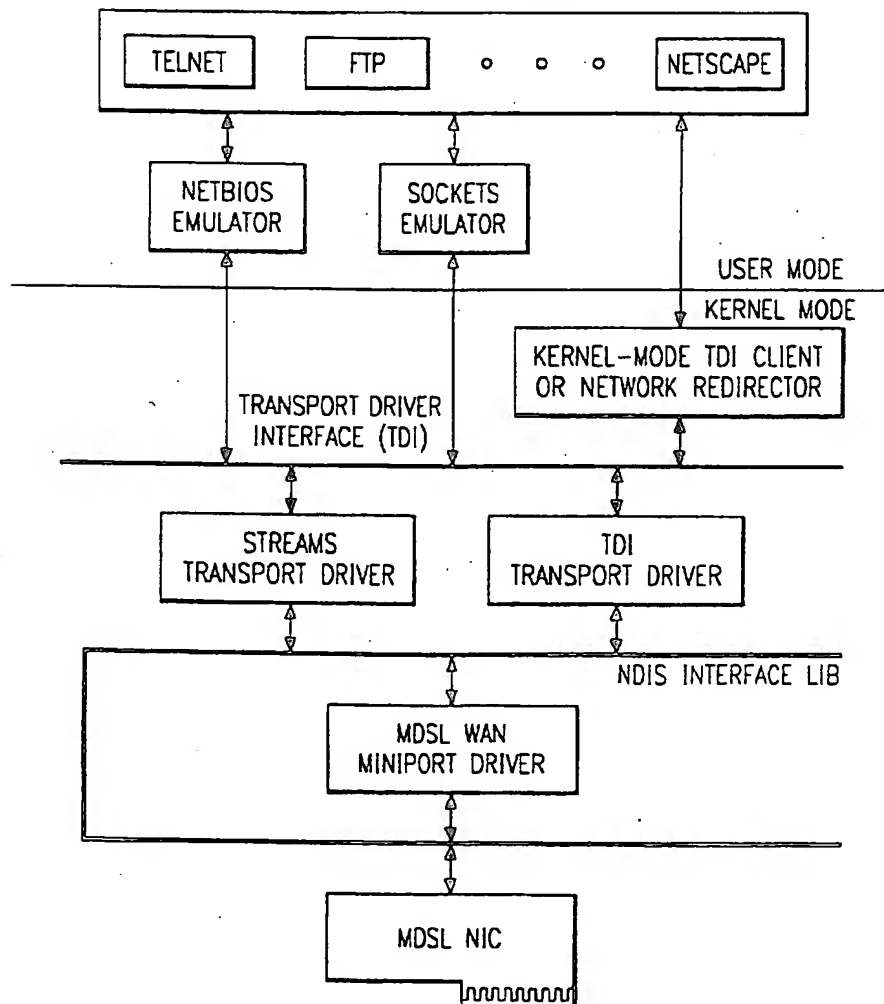 TELNET
FTP
NETSCAPE
NETBIOS
EMULATOR
SOCKETS
EMULATOR
USER MODE
KERNEL MODE
KERNEL-MODE TDI CLIENT
OR NETWORK REDIRECTOR
TRANSPORT DRIVER
INTERFACE (TDI)
STREAMS
TRANSPORT DRIVER
TDI
TRANSPORT DRIVER
NDIS INTERFACE LIB
MDSL WAN
MINIPORT DRIVER
MDSL NIC